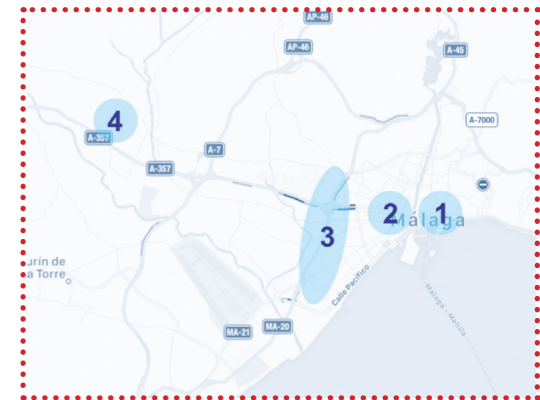 AP-46
AP-46
A-45
A-7000
4
A-357
A-7
A-357
2
1
Málaga
3
urín de
a Torre
Calle Pacífico
Málaga - Melilla
MA-20
MA-21